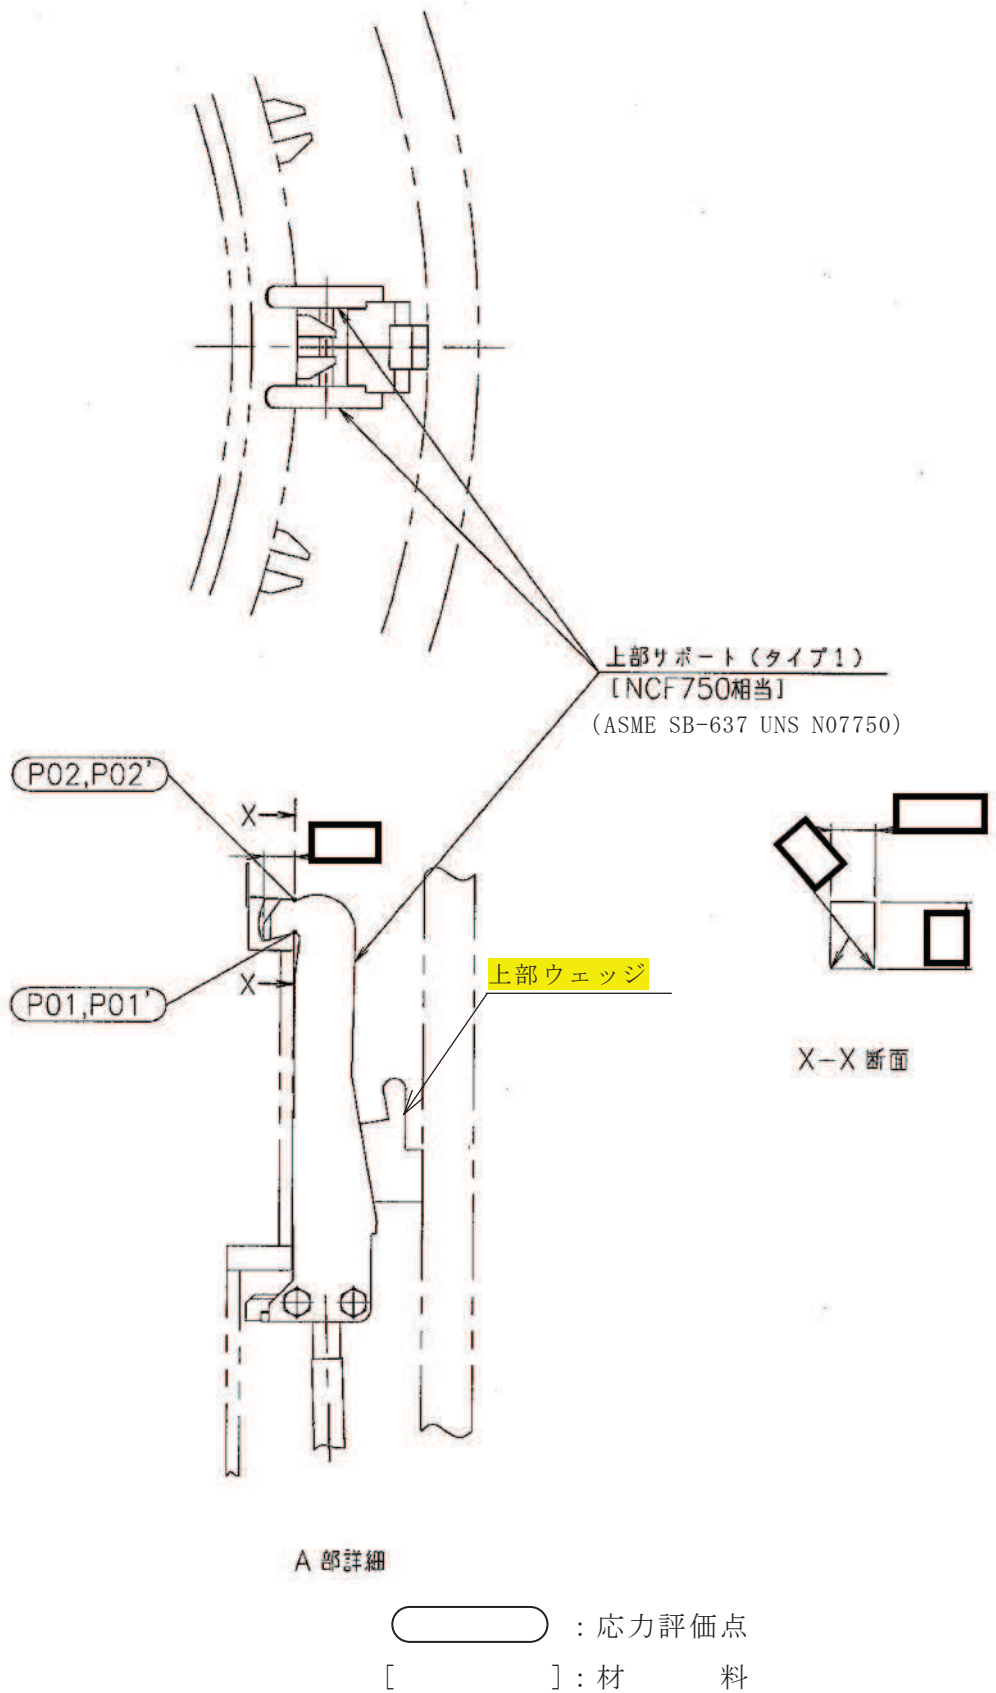 上部サポート(タイプ1)
[NCF750相当]
(ASME SB-637 UNS N07750)
P02,P02'
X
上部ウェッジ
X
P01,P01'
X-X 断面
A 部詳細
：応力評価点
[　　　]：材　　料